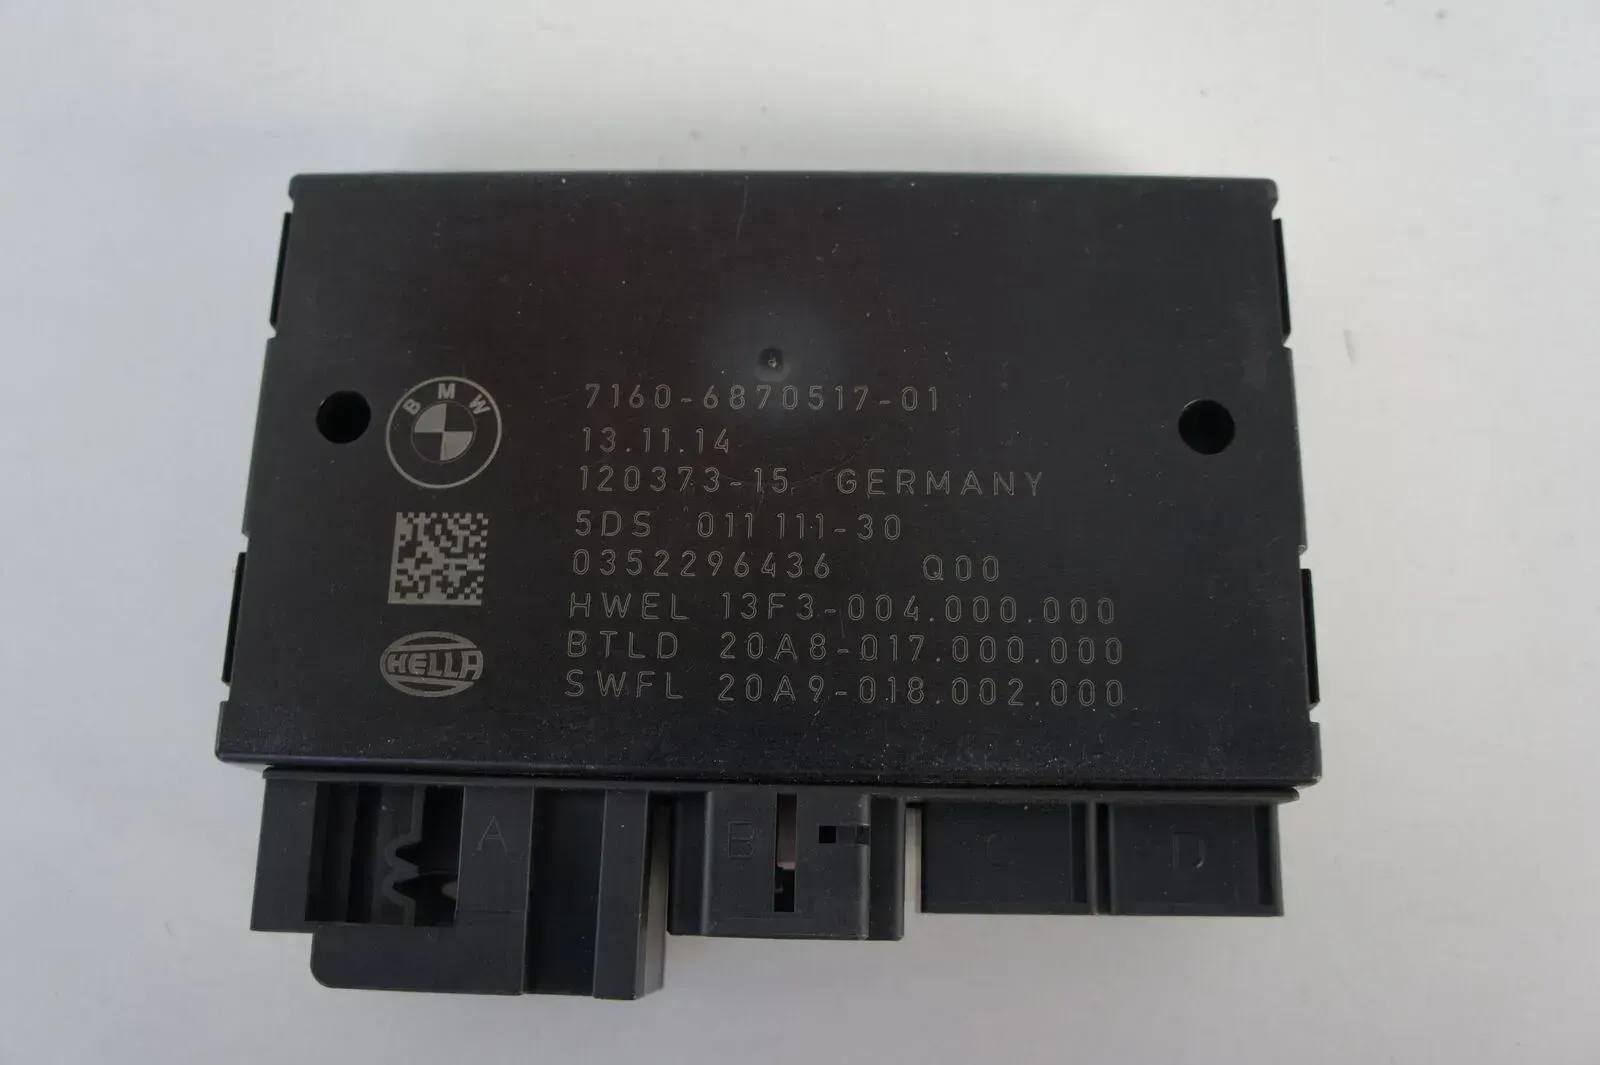 BMW
7160-6870517-01
13.11.14
120373-15 GERMANY
5DS 011 111-30
0352296436 Q00
HWEL 13F3-004.000.000
BTLD 20A8-017.000.000
SWFL 20A9-018.002.000
HELLA
A B C D